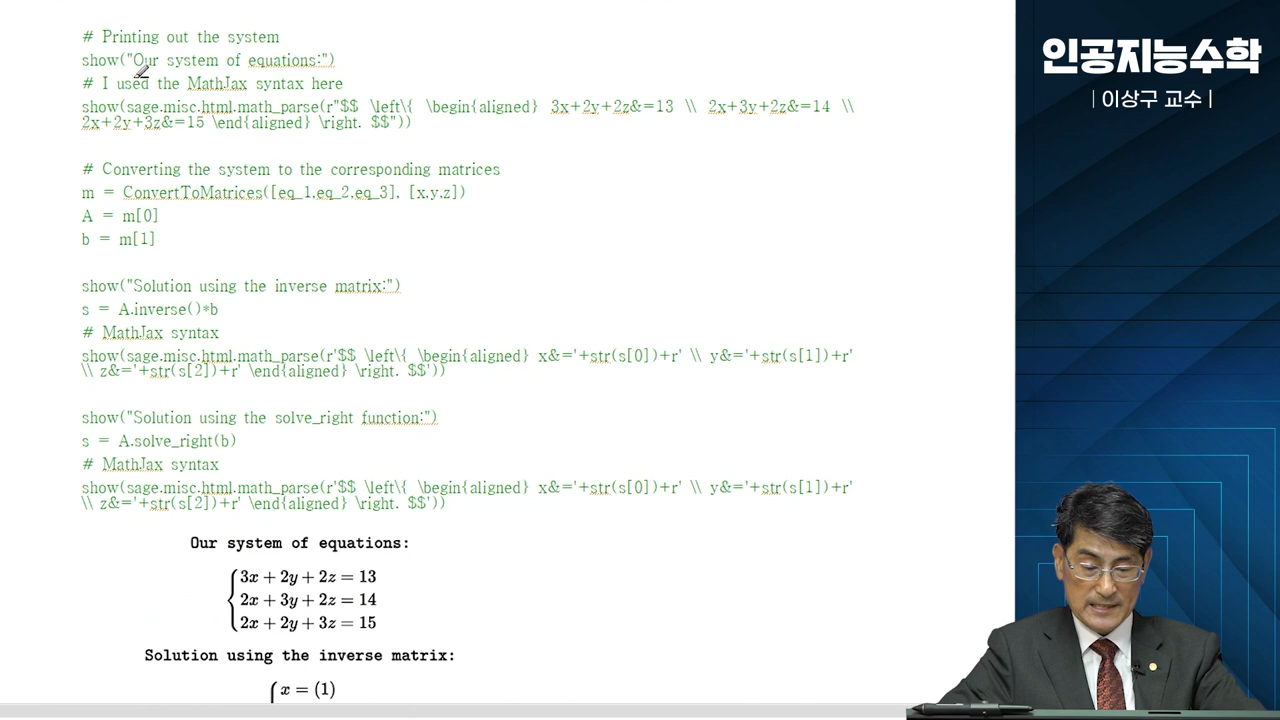 # Printing out the system
show("Our system of equations:")
# I used the MathJax syntax here
show(sage.misc.html.math_parse(r"$$ \left\{ \begin{aligned} 3x+2y+2z&=13 \\ 2x+3y+2z&=14 \\
2x+2y+3z&=15 \end{aligned} \right. $$"))
# Converting the system to the corresponding matrices
m = ConvertToMatrices([eq_1,eq_2,eq_3], [x,y,z])
A = m[0]
b = m[1]
show("Solution using the inverse matrix:")
s = A.inverse()*b
# MathJax syntax
show(sage.misc.html.math_parse(r'$$ \left\{ \begin{aligned} x&='+str(s[0])+r' \\ y&='+str(s[1])+r'
\\ z&='+str(s[2])+r' \end{aligned} \right. $$'))
show("Solution using the solve_right function:")
s = A.solve_right(b)
# MathJax syntax
show(sage.misc.html.math_parse(r'$$ \left\{ \begin{aligned} x&='+str(s[0])+r' \\ y&='+str(s[1])+r'
\\ z&='+str(s[2])+r' \end{aligned} \right. $$'))
Our system of equations:
3x + 2y + 2z = 13
2x + 3y + 2z = 14
2x + 2y + 3z = 15
Solution using the inverse matrix:
x = (1)
인공지능수학
| 이상구 교수 |